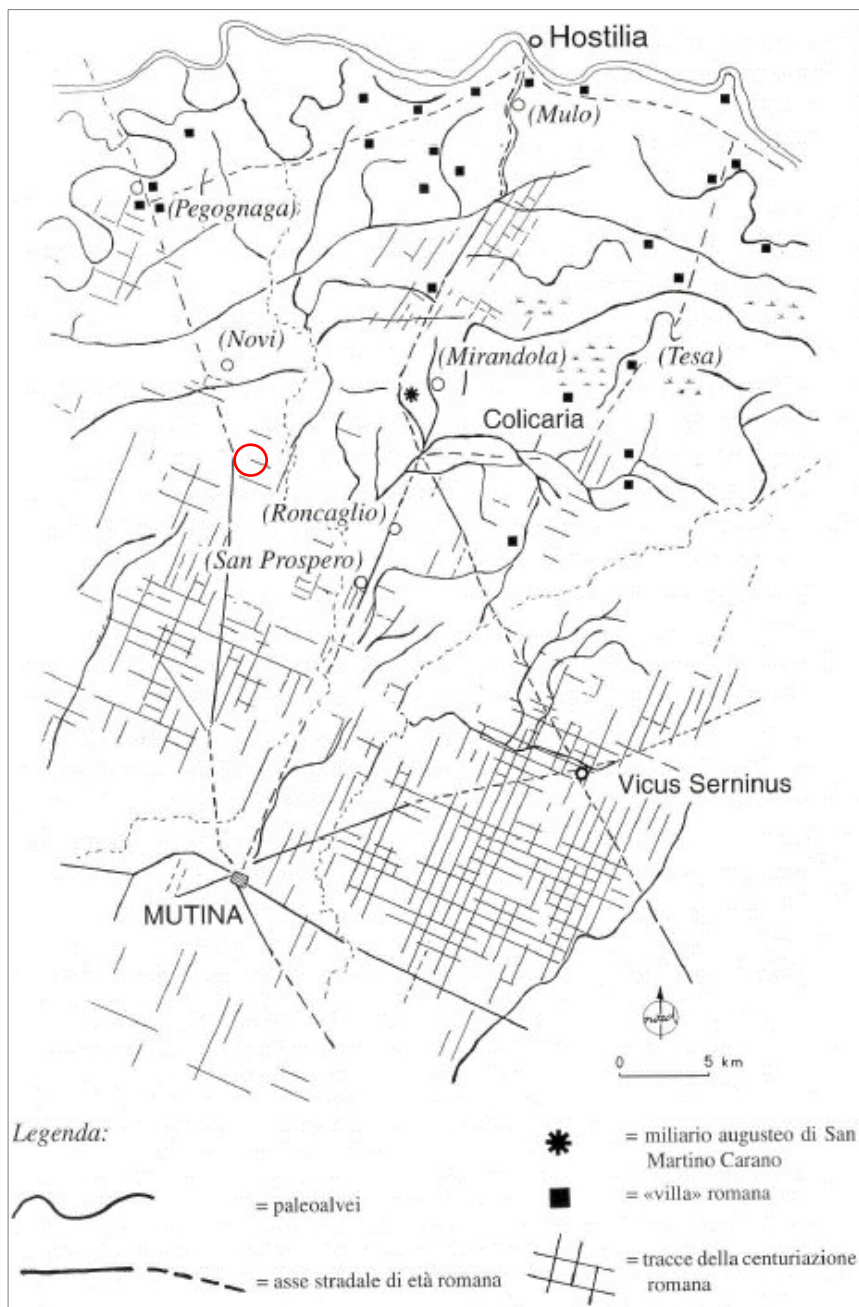 Hostilia
(Mulo)
(Pegognaga)
(Novi)
(Mirandola)
(Tesa)
Colicaria
(Roncaglio)
(San Prospero)
Vicus Serninus
MUTINA
nord
0 5 km
Legenda:
= miliario augusteo di San
Martino Carano
= paleoalvei
= «villa» romana
= asse stradale di età romana
= tracce della centuriazione
romana